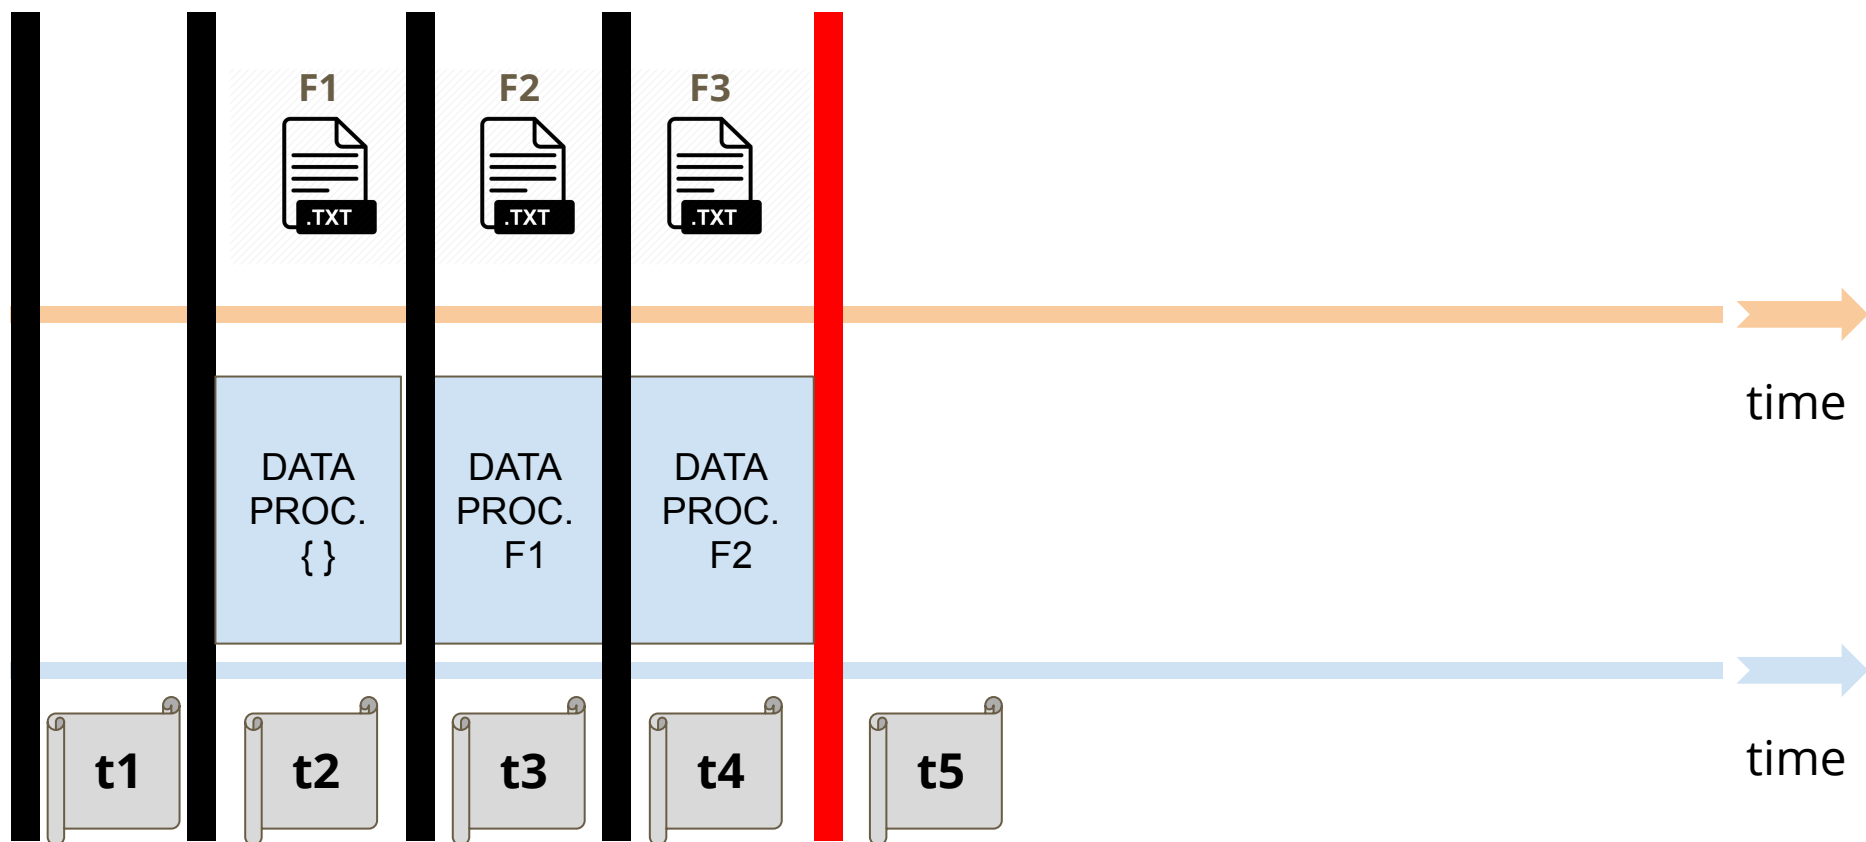 F1
F2
F3
.TXT
.TXT
.TXT
time
DATA
PROC.
{ }
DATA
PROC.
F1
DATA
PROC.
F2
time
t1
t2
t3
t4
t5